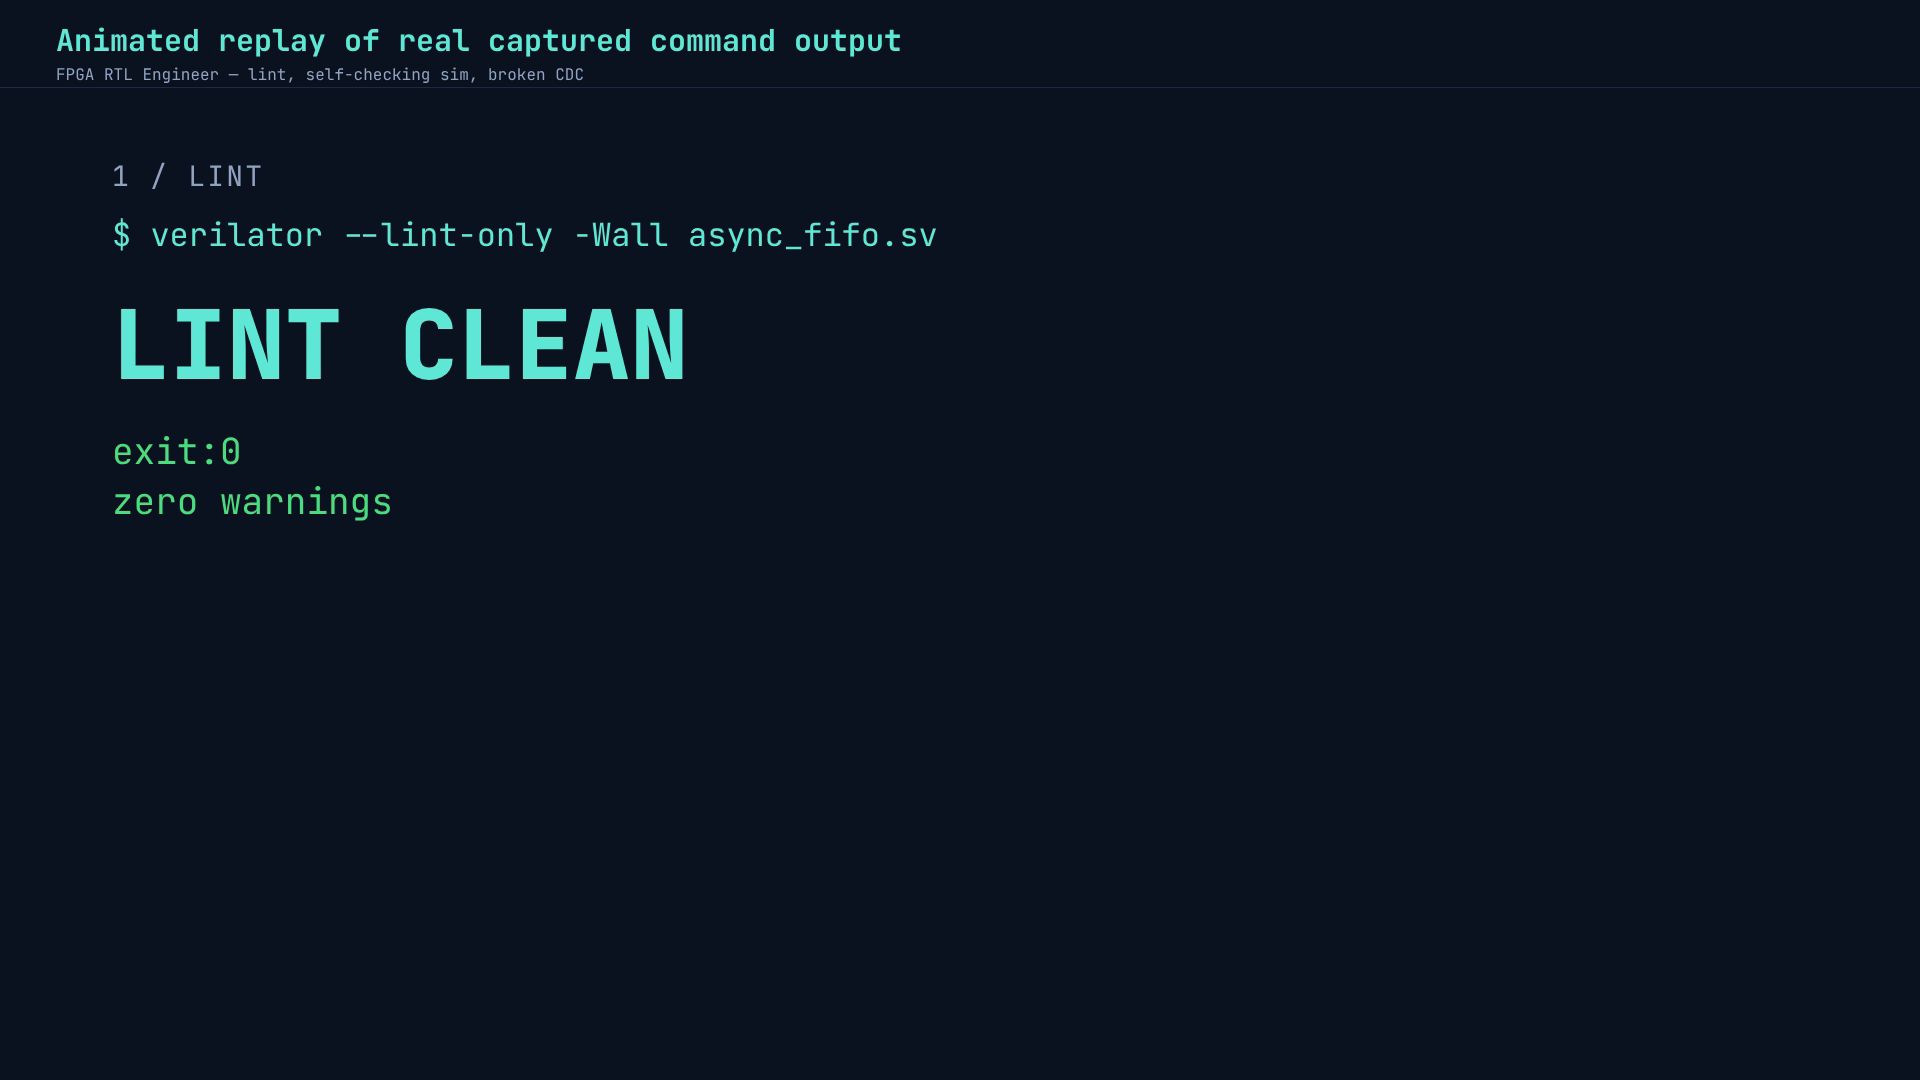 Animated replay of real captured command output
FPGA RTL Engineer — lint, self-checking sim, broken CDC
1 / LINT
$ verilator --lint-only -Wall async_fifo.sv
LINT CLEAN
exit:0
zero warnings